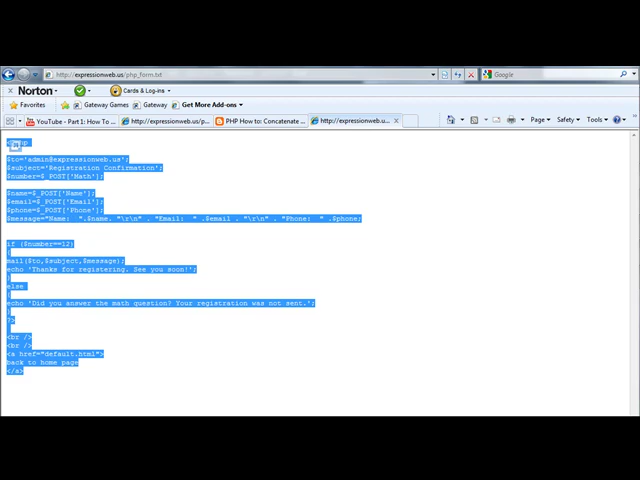 http://expressionweb.us/php_form.txt
Google
Norton
Cards & Log-ins
Favorites
Gateway Games
Gateway
Get More Add-ons
YouTube - Part 1: How To ...
http://expressionweb.us/p...
PHP How to: Concatenate ...
http://expressionweb.us...
Page
Safety
Tools
$to='admin@expressionweb.us';
$subject='Registration Confirmation';
$number=$_POST['Math'];
$name=$_POST['Name'];
$email=$_POST['Email'];
$phone=$_POST['Phone'];
$message="Name: ".$name. "\r\n" . "Email: " .$email . "\r\n" . "Phone: " .$phone;
if ($number==12)
{
mail($to,$subject,$message);
echo 'Thanks for registering. See you soon!';
}
else
{
echo 'Did you answer the math question? Your registration was not sent.';
}
?>
<br />
<br />
<a href="default.html">
back to home page
</a>